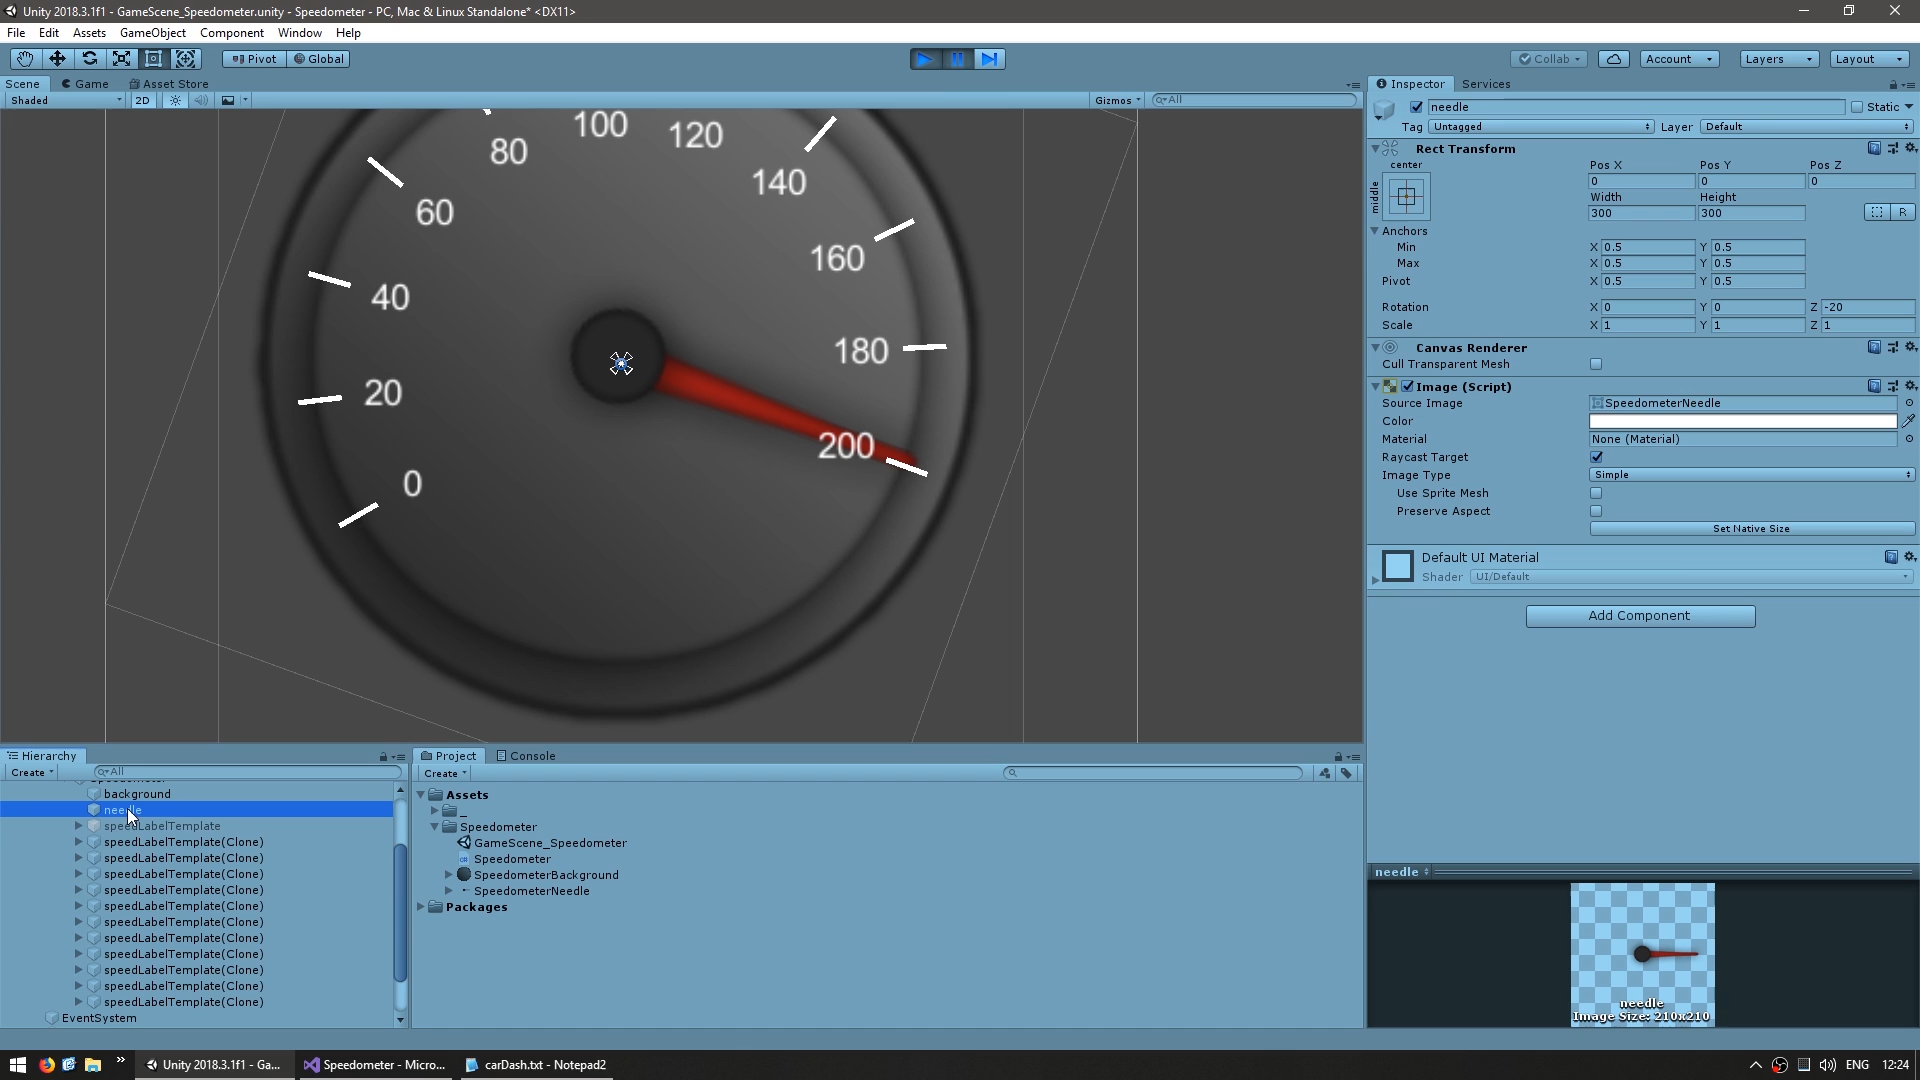 Unity 2018.3.1f1 - GameScene_Speedometer.unity - Speedometer - PC, Mac & Linux Standalone* <DX11>
File Edit Assets GameObject Component Window Help
Pivot Global Collab Account Layers Layout
Scene Game Asset Store
Shaded 2D Gizmos All
100 120
80
140
60
160
40
180
20
200
0
Inspector Services
needle Static
Tag Untagged Layer Default
Rect Transform
center
middle
Pos X Pos Y Pos Z
0 0 0
Width Height
300 300 R
Anchors
Min X 0.5 Y 0.5
Max X 0.5 Y 0.5
Pivot X 0.5 Y 0.5
Rotation X 0 Y 0 Z -20
Scale X 1 Y 1 Z 1
Canvas Renderer
Cull Transparent Mesh
Image (Script)
Source Image SpeedometerNeedle
Color
Material None (Material)
Raycast Target
Image Type Simple
Use Sprite Mesh
Preserve Aspect
Set Native Size
Default UI Material
Shader UI/Default
Add Component
needle
needle
Image Size: 210x210
Hierarchy
Create All
background
needle
speedLabelTemplate
speedLabelTemplate(Clone)
speedLabelTemplate(Clone)
speedLabelTemplate(Clone)
speedLabelTemplate(Clone)
speedLabelTemplate(Clone)
speedLabelTemplate(Clone)
speedLabelTemplate(Clone)
speedLabelTemplate(Clone)
speedLabelTemplate(Clone)
speedLabelTemplate(Clone)
speedLabelTemplate(Clone)
EventSystem
Project Console
Create
Assets
_
Speedometer
GameScene_Speedometer
Speedometer
SpeedometerBackground
SpeedometerNeedle
Packages
Unity 2018.3.1f1 - Ga... Speedometer - Micro... carDash.txt - Notepad2 ENG 12:24